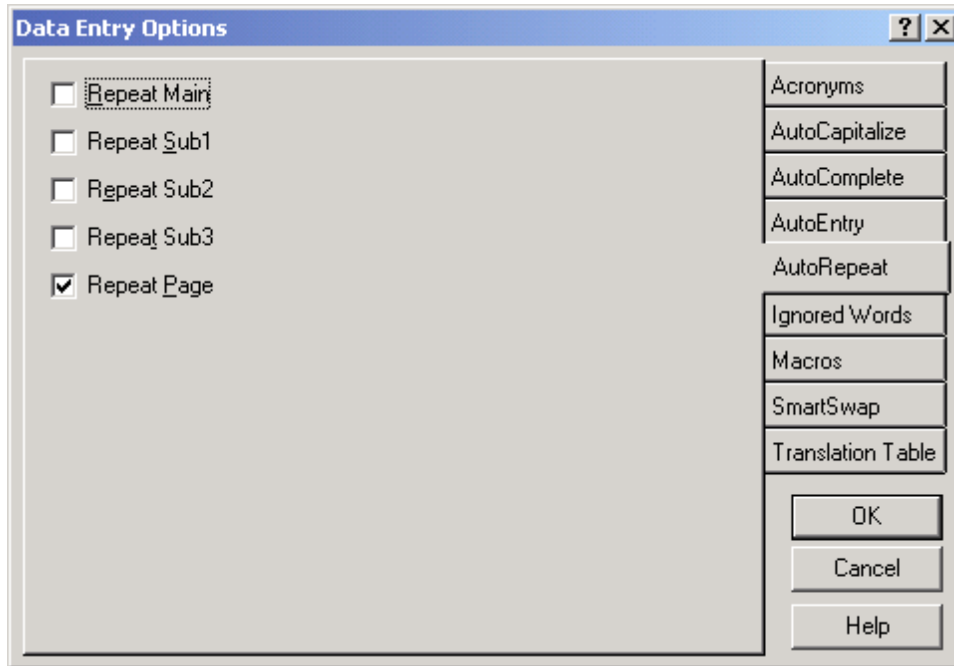 Data Entry Options
Repeat Main
Repeat Sub1
Repeat Sub2
Repeat Sub3
Repeat Page
Acronyms
AutoCapitalize
AutoComplete
AutoEntry
AutoRepeat
Ignored Words
Macros
SmartSwap
Translation Table
OK
Cancel
Help